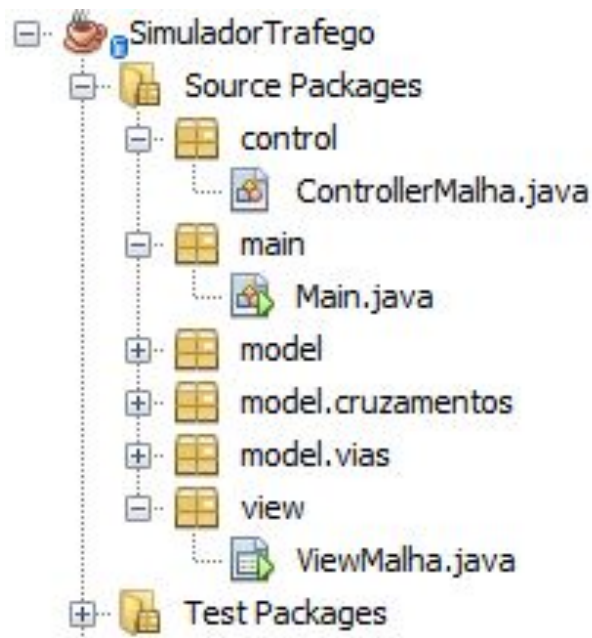 SimuladorTrafego
Source Packages
control
ControllerMalha.java
main
Main.java
model
model.cruzamentos
model.vias
view
ViewMalha.java
Test Packages